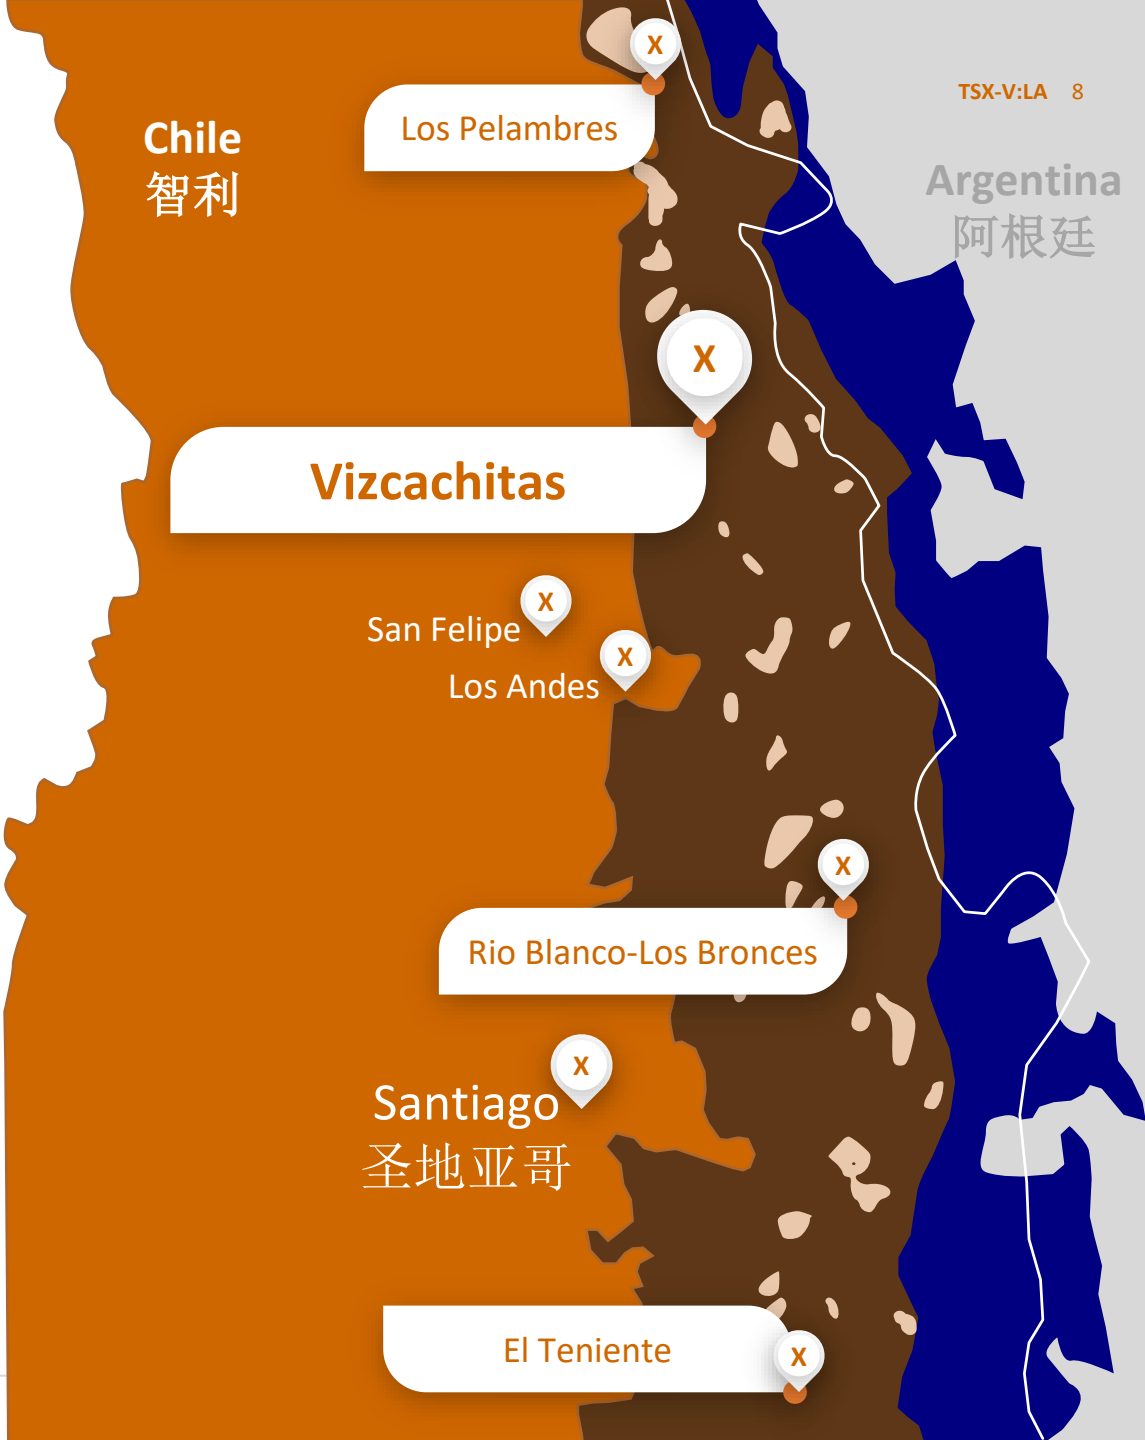 X
TSX-V:LA 8
Los Pelambres
Chile
智利
Argentina
阿根廷
X
Vizcachitas
X
San Felipe
X
Los Andes
X
Rio Blanco-Los Bronces
X
Santiago
圣地亚哥
El Teniente
X